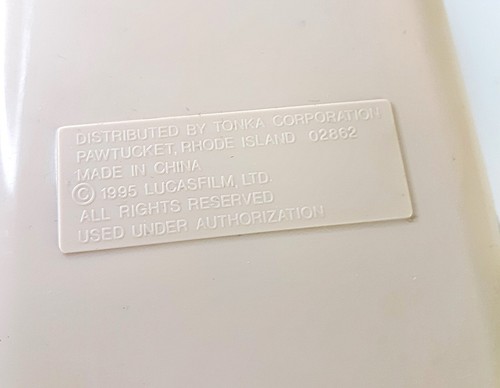 DISTRIBUTED BY TONKA CORPORATION
PAWTUCKET, RHODE ISLAND 02862
MADE IN CHINA
© 1995 LUCASFILM, LTD.
ALL RIGHTS RESERVED
USED UNDER AUTHORIZATION